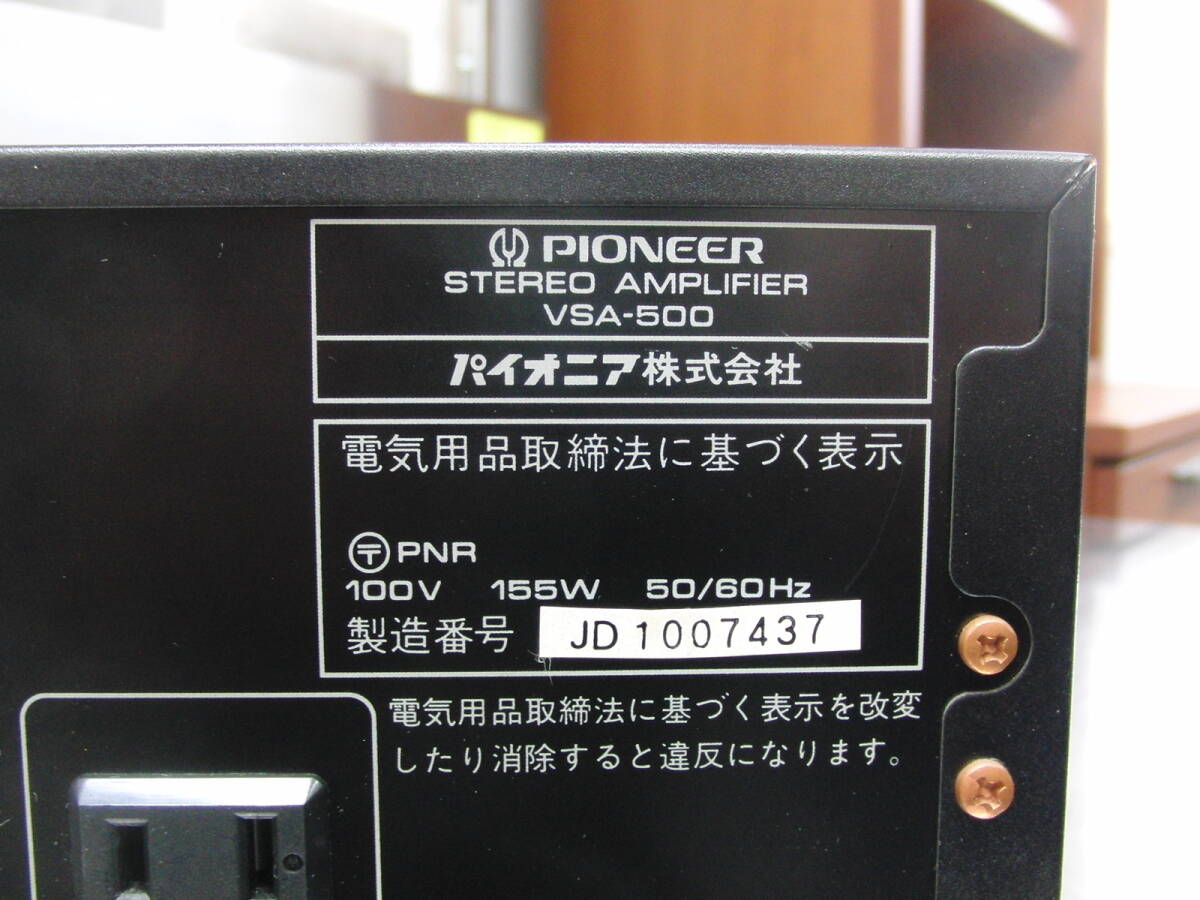 PIONEER
STEREO AMPLIFIER
VSA-500
パイオニア株式会社
電気用品取締法に基づく表示
〶PNR
100V 155W 50/60Hz
製造番号 JD1007437
電気用品取締法に基づく表示を改変
したり消除すると違反になります。